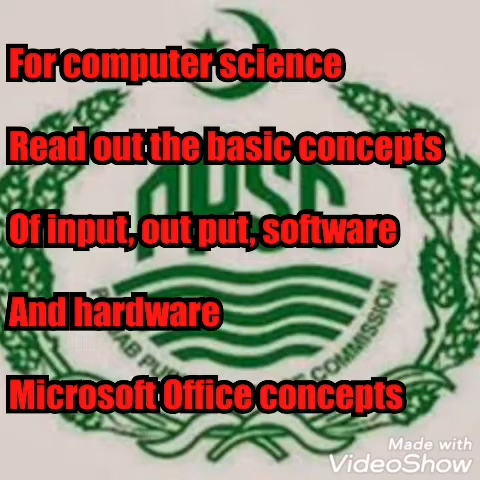 For computer science
Read out the basic concepts
Of input, out put, software
And hardware
Microsoft Office concepts
COMMISSION
Made with
VideoShow